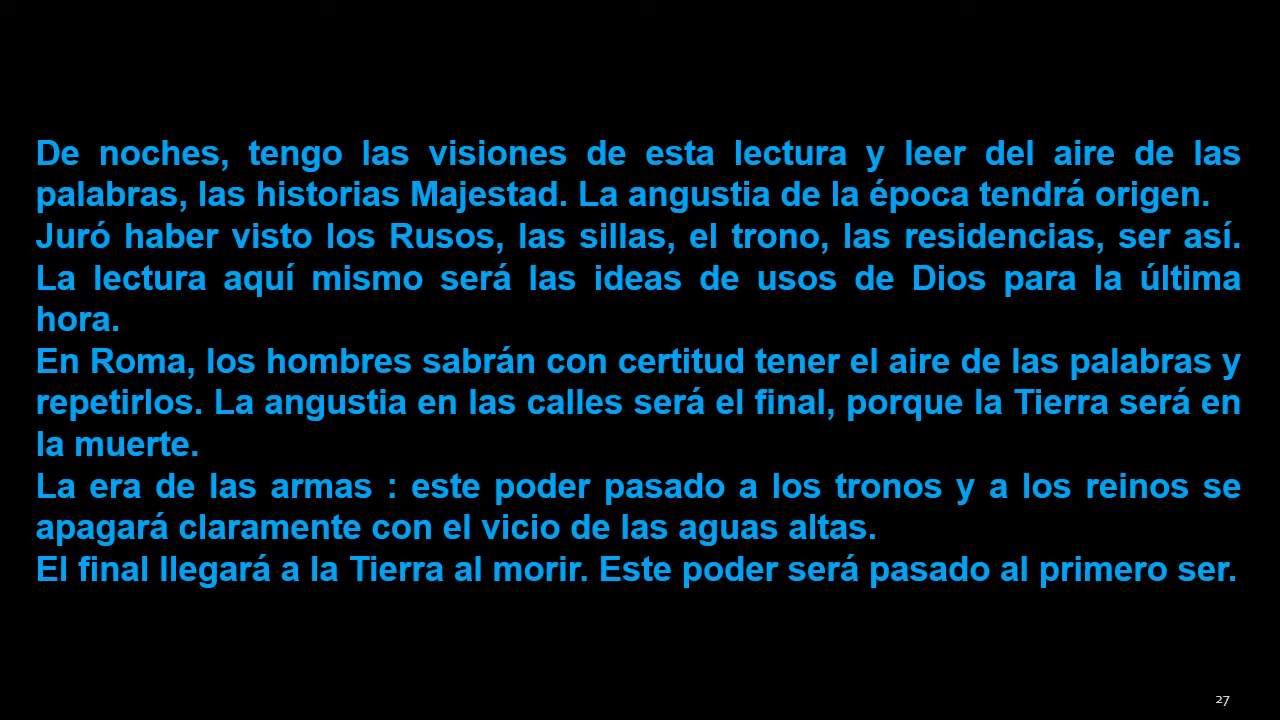 De noches, tengo las visiones de esta lectura y leer del aire de las
palabras, las historias Majestad. La angustia de la época tendrá origen.
Juró haber visto los Rusos, las sillas, el trono, las residencias, ser así.
La lectura aquí mismo será las ideas de usos de Dios para la última
hora.
En Roma, los hombres sabrán con certitud tener el aire de las palabras y
repetirlos. La angustia en las calles será el final, porque la Tierra será en
la muerte.
La era de las armas : este poder pasado a los tronos y a los reinos se
apagará claramente con el vicio de las aguas altas.
El final llegará a la Tierra al morir. Este poder será pasado al primero ser.
27